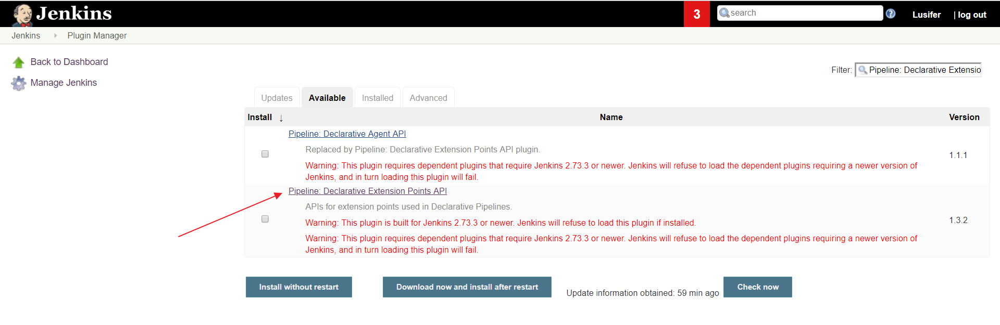 Jenkins
3
search
?
Lusifer
| log out
Jenkins
Plugin Manager
Back to Dashboard
Manage Jenkins
Filter:
Pipeline: Declarative Extensio
Updates
Available
Installed
Advanced
Install ↓
Name
Version
Pipeline: Declarative Agent API
Replaced by Pipeline: Declarative Extension Points API plugin.
Warning: This plugin requires dependent plugins that require Jenkins 2.73.3 or newer. Jenkins will refuse to load the dependent plugins requiring a newer version of
Jenkins, and in turn loading this plugin will fail.
1.1.1
Pipeline: Declarative Extension Points API
APIs for extension points used in Declarative Pipelines.
Warning: This plugin is built for Jenkins 2.73.3 or newer. Jenkins will refuse to load this plugin if installed.
Warning: This plugin requires dependent plugins that require Jenkins 2.73.3 or newer. Jenkins will refuse to load the dependent plugins requiring a newer version of
Jenkins, and in turn loading this plugin will fail.
1.3.2
Install without restart
Download now and install after restart
Update information obtained: 59 min ago
Check now